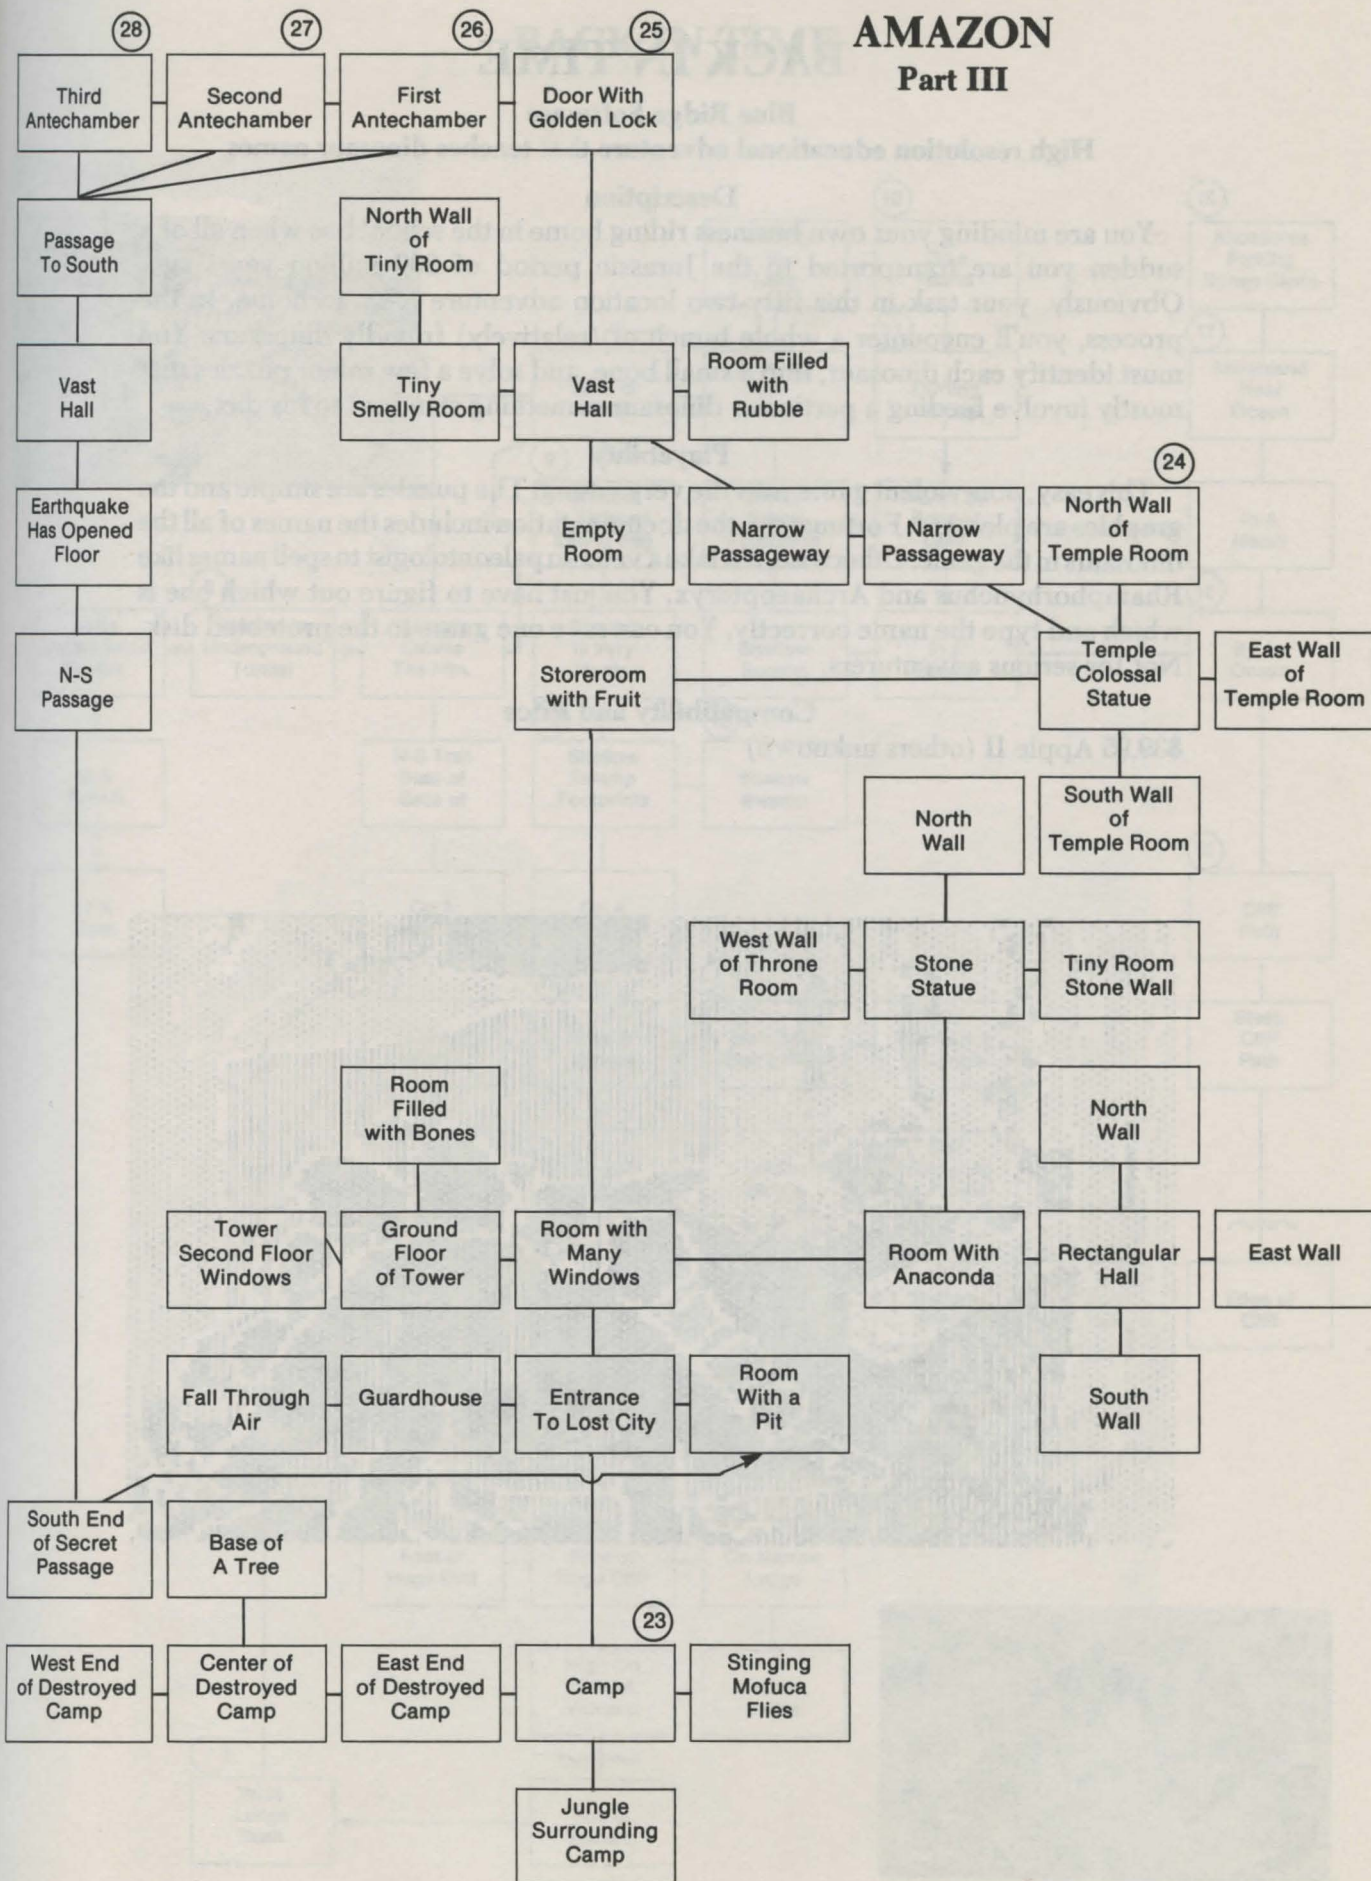 AMAZON
Part III
28
27
26
25
Third
Antechamber
Second
Antechamber
First
Antechamber
Door With
Golden Lock
Passage
To South
North Wall
of
Tiny Room
Vast
Hall
Tiny
Smelly Room
Vast
Hall
Room Filled
with
Rubble
24
Earthquake
Has Opened
Floor
Empty
Room
Narrow
Passageway
Narrow
Passageway
North Wall
of
Temple Room
N-S
Passage
Storeroom
with Fruit
Temple
Colossal
Statue
East Wall
of
Temple Room
North
Wall
South Wall
of
Temple Room
West Wall
of Throne
Room
Stone
Statue
Tiny Room
Stone Wall
Room
Filled
with Bones
North
Wall
Tower
Second Floor
Windows
Ground
Floor
of Tower
Room with
Many
Windows
Room With
Anaconda
Rectangular
Hall
East Wall
Fall Through
Air
Guardhouse
Entrance
To Lost City
Room
With a
Pit
South
Wall
South End
of Secret
Passage
Base of
A Tree
23
West End
of Destroyed
Camp
Center of
Destroyed
Camp
East End
of Destroyed
Camp
Camp
Stinging
Mofuca
Flies
Jungle
Surrounding
Camp